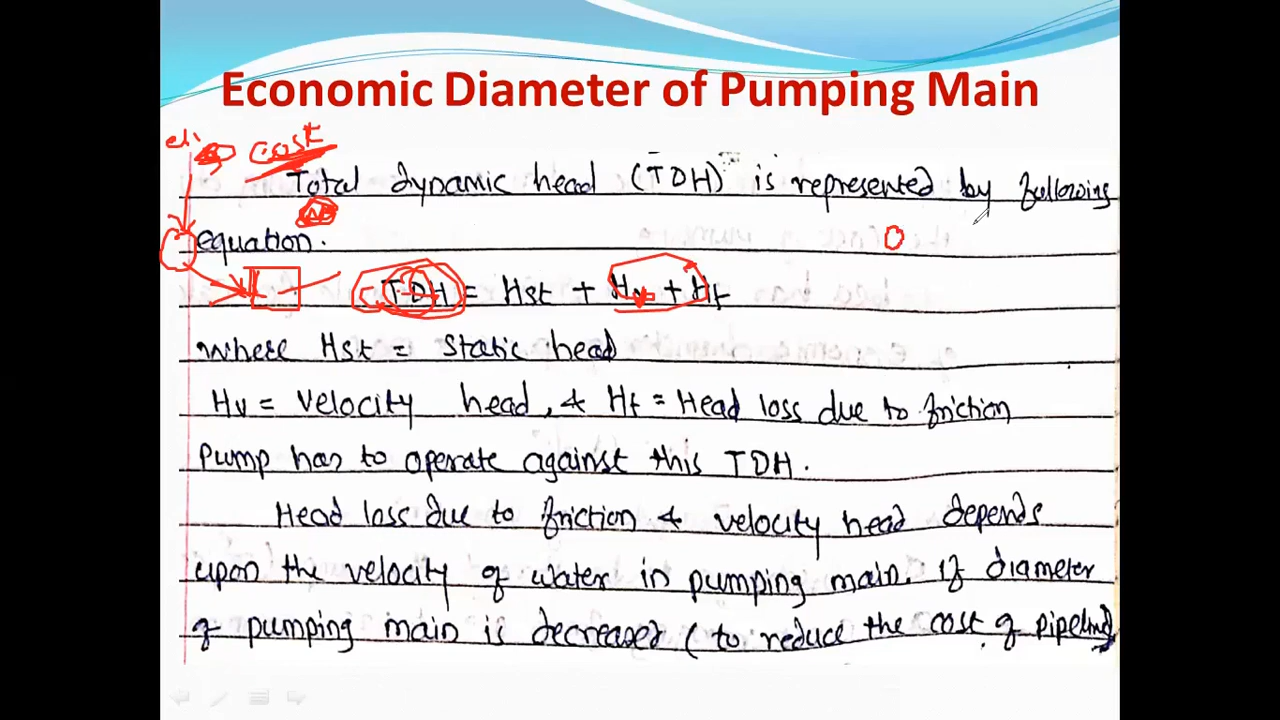 Economic Diameter of Pumping Main
cost
Total dynamic head (TDH) is represented by following
equation.
TDH = Hst + Hv + Hf
where Hst = static head
Hv = velocity head, & Hf = Head loss due to friction
Pump has to operate against this TDH.
Head loss due to friction & velocity head depends
upon the velocity of water in pumping main. if diameter
of pumping main is decreased (to reduce the cost of pipeline)